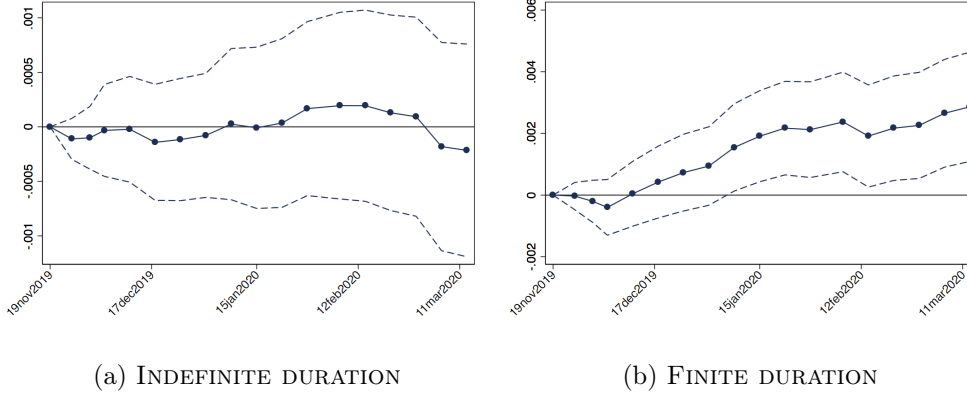 .001
.0005
0
-.0005
-.001
19nov2019
17dec2019
15jan2020
12feb2020
11mar2020
(a) INDEFINITE DURATION
.006
.004
.002
0
-.002
19nov2019
17dec2019
15jan2020
12feb2020
11mar2020
(b) FINITE DURATION